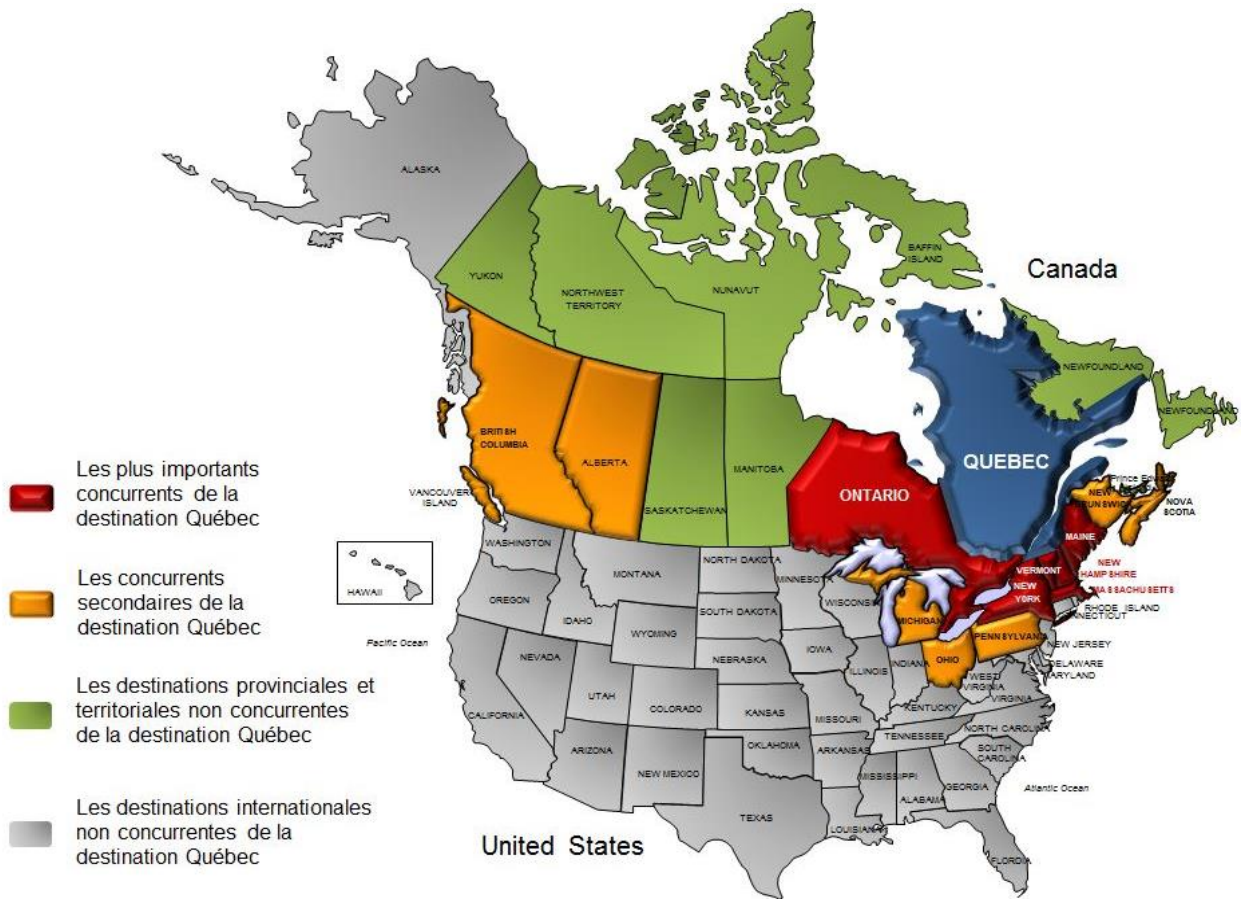 ALASKA
YUKON
NORTHWEST
TERRITORY
NUNAVUT
BAFFIN
ISLAND
Canada
NEWFOUNDLAND
NEWFOUNDLAND
BRITISH
COLUMBIA
ALBERTA
SASKATCHEWAN
MANITOBA
ONTARIO
QUEBEC
Prince Edward
NEW
BRUNSWICK
NOVA
SCOTIA
VANCOUVER
ISLAND
Les plus importants
concurrents de la
destination Québec
Les concurrents
secondaires de la
destination Québec
Les destinations provinciales et
territoriales non concurrentes
de la destination Québec
Les destinations internationales
non concurrentes de la
destination Québec
HAWAII
Pacific Ocean
WASHINGTON
OREGON
IDAHO
MONTANA
WYOMING
NEVADA
UTAH
CALIFORNIA
COLORADO
ARIZONA
NEW MEXICO
NORTH DAKOTA
SOUTH DAKOTA
NEBRASKA
KANSAS
OKLAHOMA
TEXAS
MINNESOTA
WISCONSIN
IOWA
ILLINOIS
MISSOURI
ARKANSAS
LOUISIANA
MICHIGAN
INDIANA
OHIO
KENTUCKY
TENNESSEE
MISSISSIPPI
ALABAMA
GEORGIA
FLORDIA
SOUTH
CAROLINA
NORTH CAROLINA
VIRGINIA
WEST
VIRGINIA
PENNSYLVANIA
NEW
YORK
VERMONT
MAINE
NEW
HAMPSHIRE
MASSACHUSETTS
RHODE ISLAND
CONNECTICUT
NEW JERSEY
DELAWARE
MARYLAND
Atlantic Ocean
United States